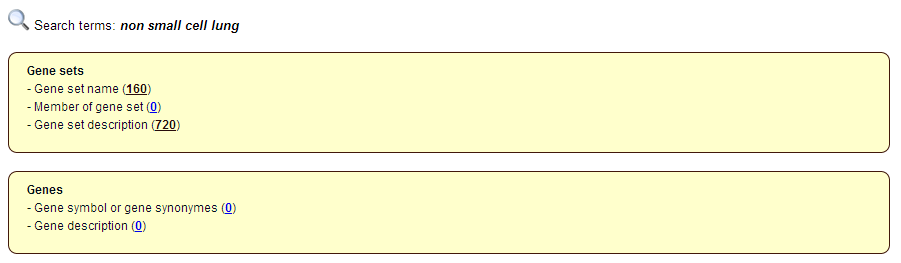 Search terms: non small cell lung
Gene sets
- Gene set name (160)
- Member of gene set (0)
- Gene set description (720)
Genes
- Gene symbol or gene synonymes (0)
- Gene description (0)